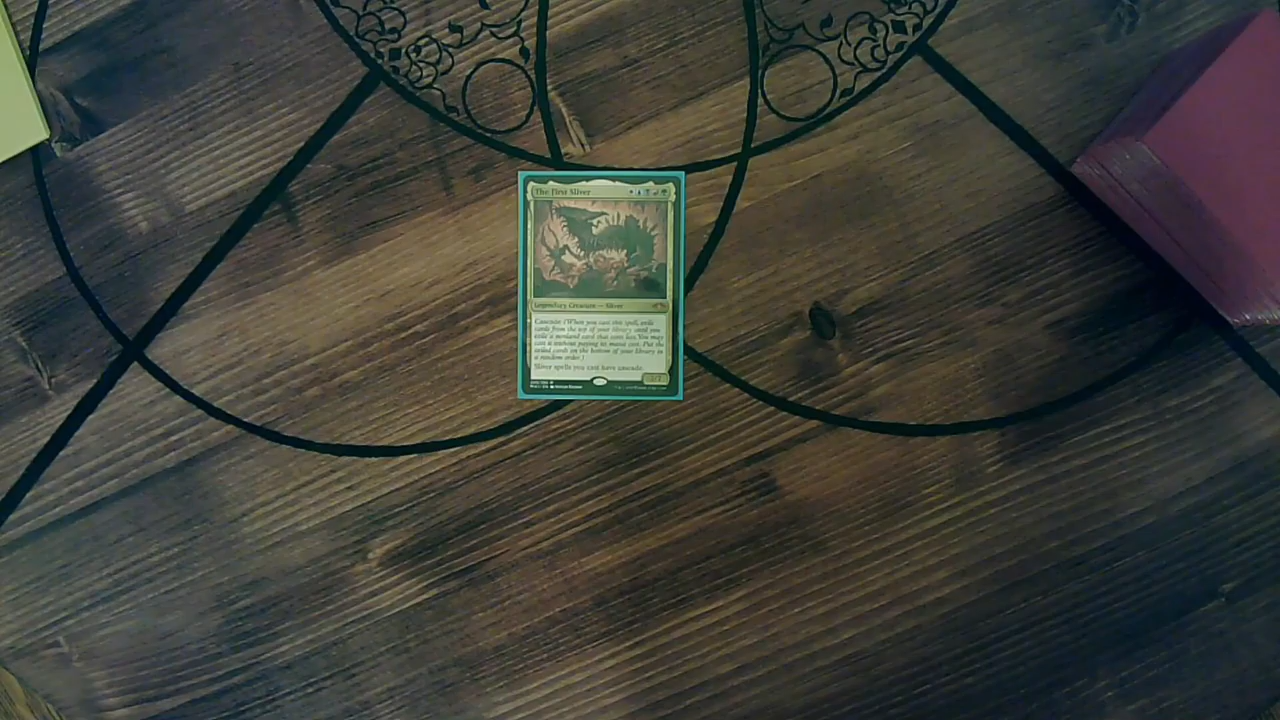 The First Sliver
Legendary Creature — Sliver
Cascade (When you cast this spell, exile
cards from the top of your library until you
exile a nonland card that costs less. You may
cast it without paying its mana cost. Put the
exiled cards on the bottom of your library in
a random order.)
Sliver spells you cast have cascade.